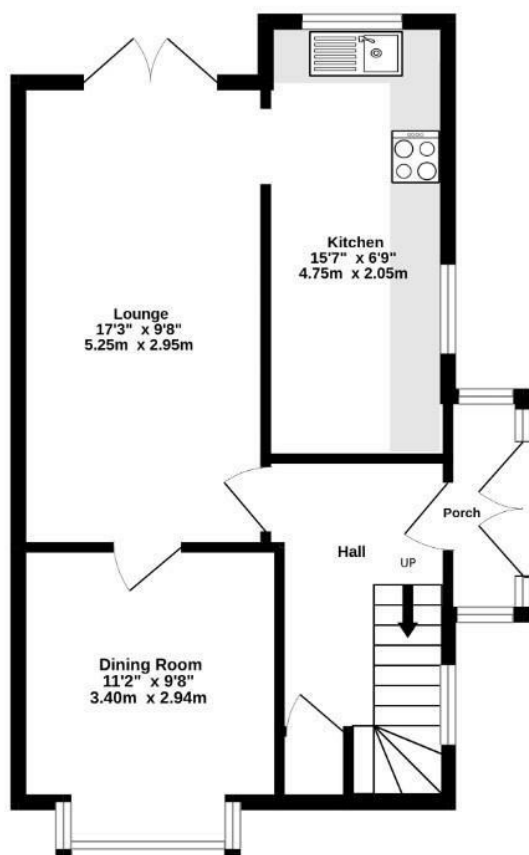 Kitchen
15'7" x 6'9"
4.75m x 2.05m
Lounge
17'3" x 9'8"
5.25m x 2.95m
Porch
Hall
UP
Dining Room
11'2" x 9'8"
3.40m x 2.94m